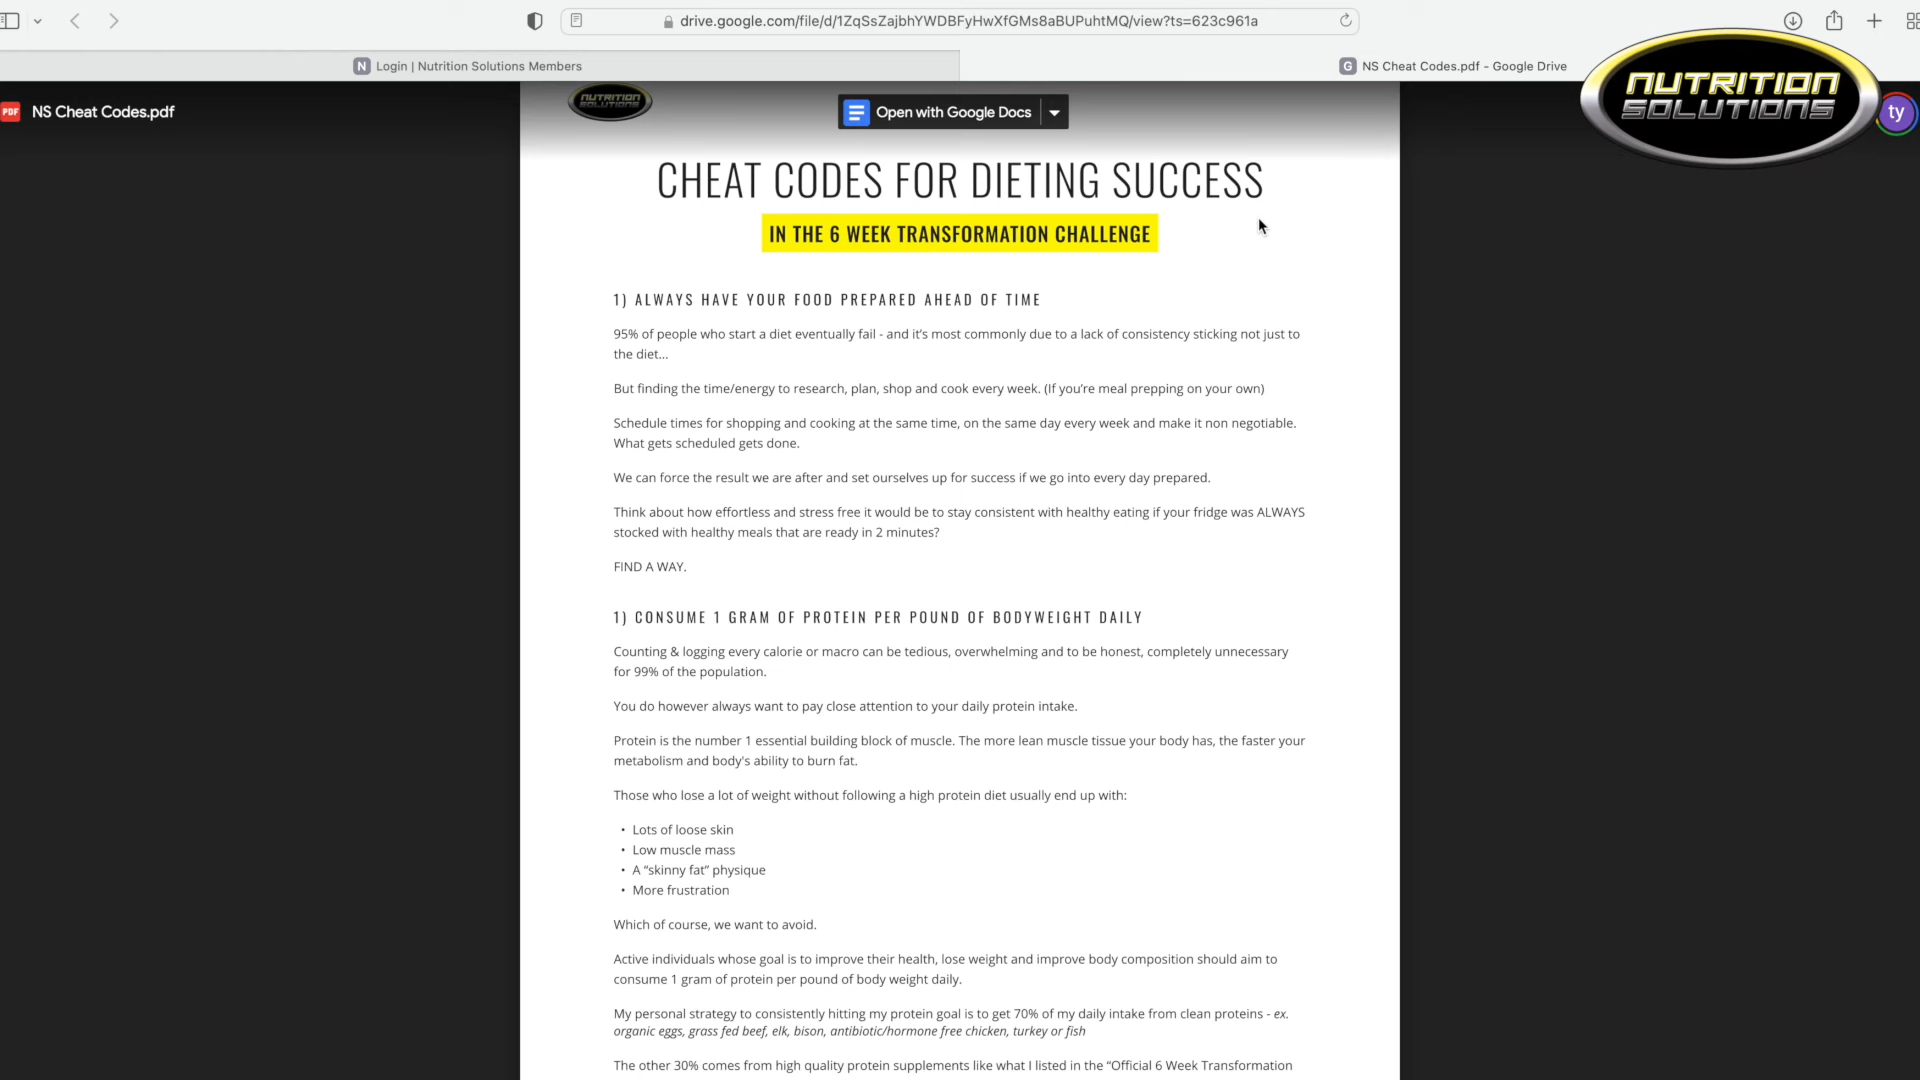 drive.google.com/file/d/1ZqSsZajbhYWDBFyHwXfGMs8aBUPuhtMQ/view?ts=623c961a
N Login | Nutrition Solutions Members
G NS Cheat Codes.pdf - Google Drive
NUTRITION
SOLUTIONS
ty
PDF NS Cheat Codes.pdf
NUTRITION
SOLUTIONS
Open with Google Docs
CHEAT CODES FOR DIETING SUCCESS
IN THE 6 WEEK TRANSFORMATION CHALLENGE
1) ALWAYS HAVE YOUR FOOD PREPARED AHEAD OF TIME
95% of people who start a diet eventually fail - and it's most commonly due to a lack of consistency sticking not just to
the diet...
But finding the time/energy to research, plan, shop and cook every week. (If you're meal prepping on your own)
Schedule times for shopping and cooking at the same time, on the same day every week and make it non negotiable.
What gets scheduled gets done.
We can force the result we are after and set ourselves up for success if we go into every day prepared.
Think about how effortless and stress free it would be to stay consistent with healthy eating if your fridge was ALWAYS
stocked with healthy meals that are ready in 2 minutes?
FIND A WAY.
1) CONSUME 1 GRAM OF PROTEIN PER POUND OF BODYWEIGHT DAILY
Counting & logging every calorie or macro can be tedious, overwhelming and to be honest, completely unnecessary
for 99% of the population.
You do however always want to pay close attention to your daily protein intake.
Protein is the number 1 essential building block of muscle. The more lean muscle tissue your body has, the faster your
metabolism and body's ability to burn fat.
Those who lose a lot of weight without following a high protein diet usually end up with:
• Lots of loose skin
• Low muscle mass
• A “skinny fat” physique
• More frustration
Which of course, we want to avoid.
Active individuals whose goal is to improve their health, lose weight and improve body composition should aim to
consume 1 gram of protein per pound of body weight daily.
My personal strategy to consistently hitting my protein goal is to get 70% of my daily intake from clean proteins - ex.
organic eggs, grass fed beef, elk, bison, antibiotic/hormone free chicken, turkey or fish
The other 30% comes from high quality protein supplements like what I listed in the “Official 6 Week Transformation